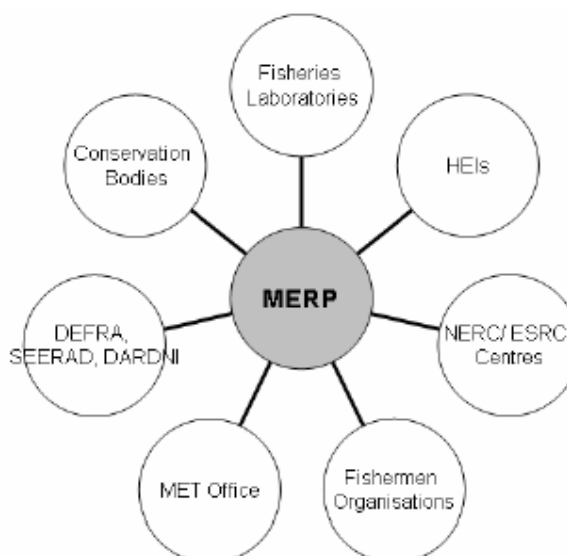 Fisheries
Laboratories
Conservation
Bodies
HEIs
MERP
DEFRA,
SEERAD, DARDNI
NERC/ ESRC
Centres
MET Office
Fishermen
Organisations